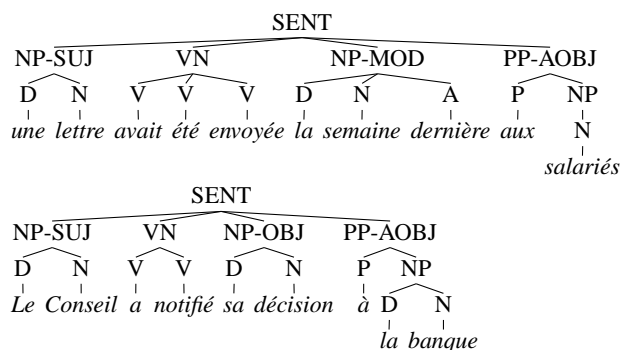 SENT
NP-SUJ VN NP-MOD PP-AOBJ
D N V V V D N A P NP
une lettre avait été envoyée la semaine dernière aux N
salariés
SENT
NP-SUJ VN NP-OBJ PP-AOBJ
D N V V D N P NP
Le Conseil a notifié sa décision à D N
la banque